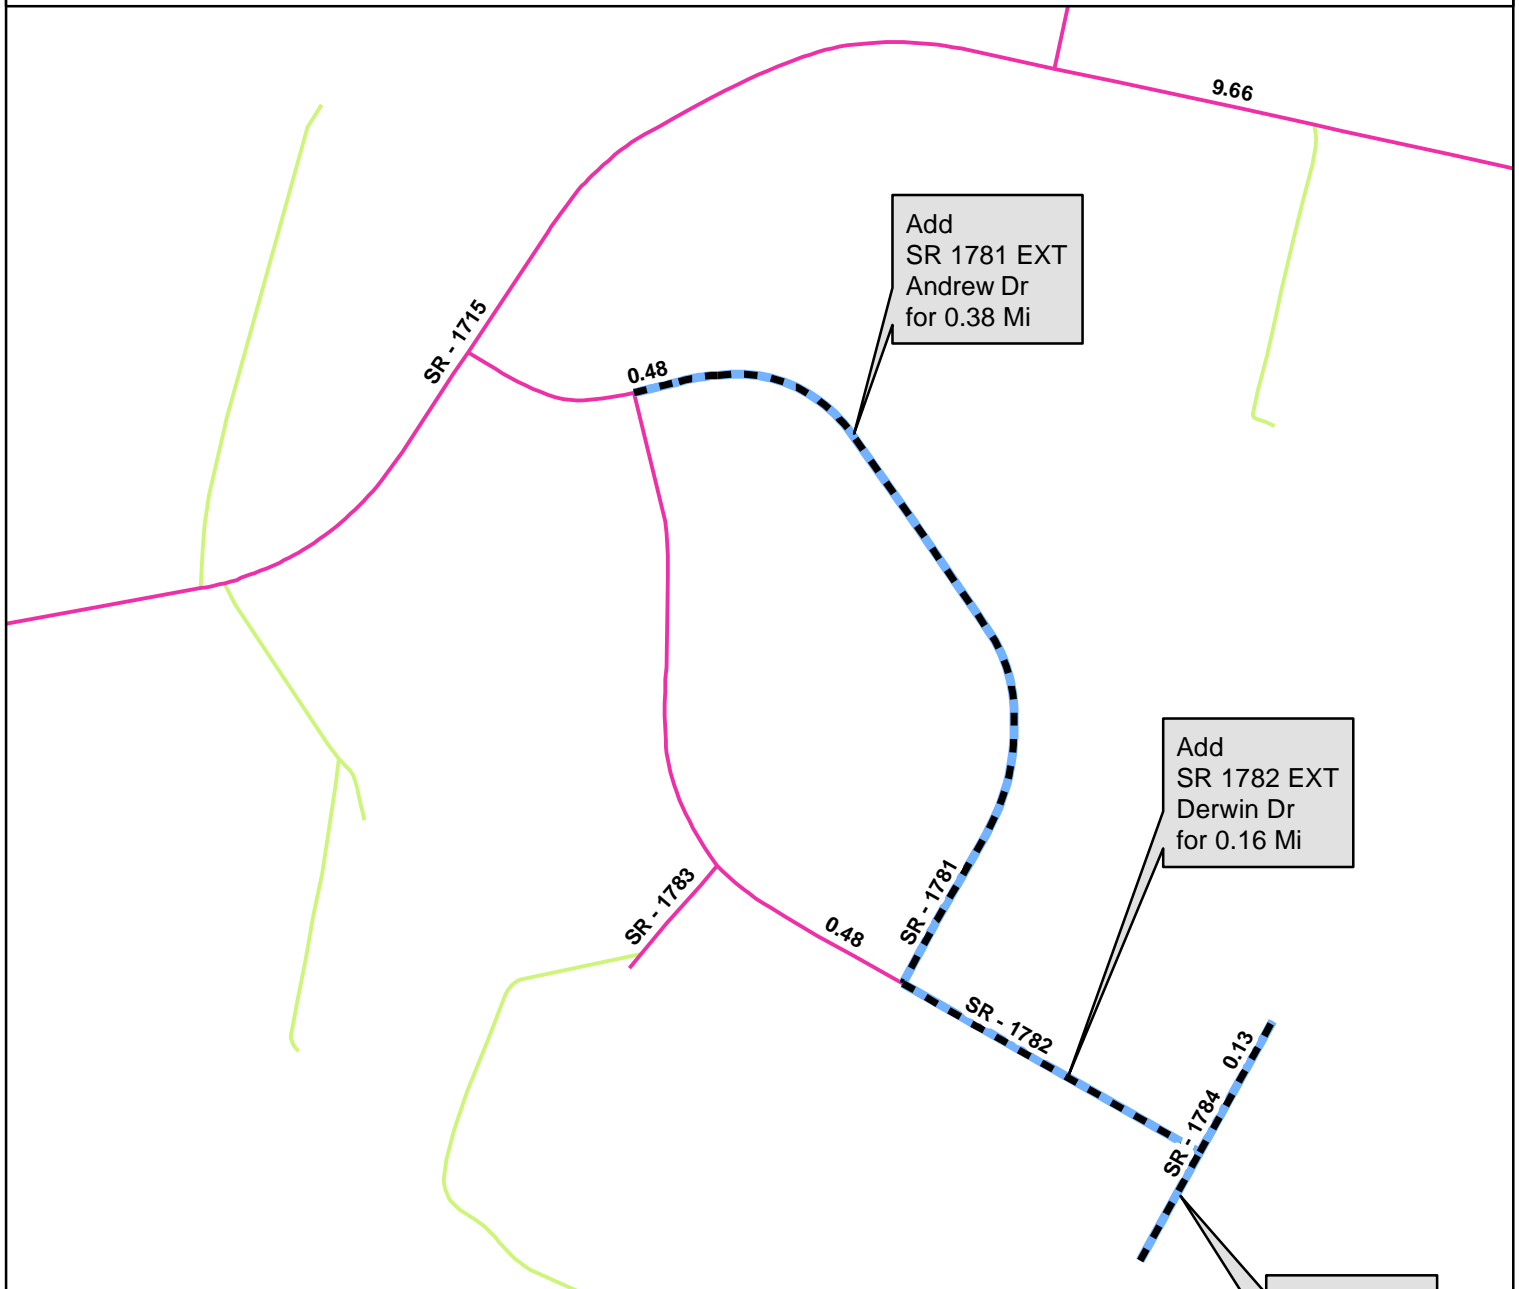 9.66
Add
SR 1781 EXT
Andrew Dr
for 0.38 Mi
SR - 1715
0.48
Add
SR 1782 EXT
Derwin Dr
for 0.16 Mi
SR - 1781
SR - 1783
0.48
SR - 1782
0.13
SR - 1784